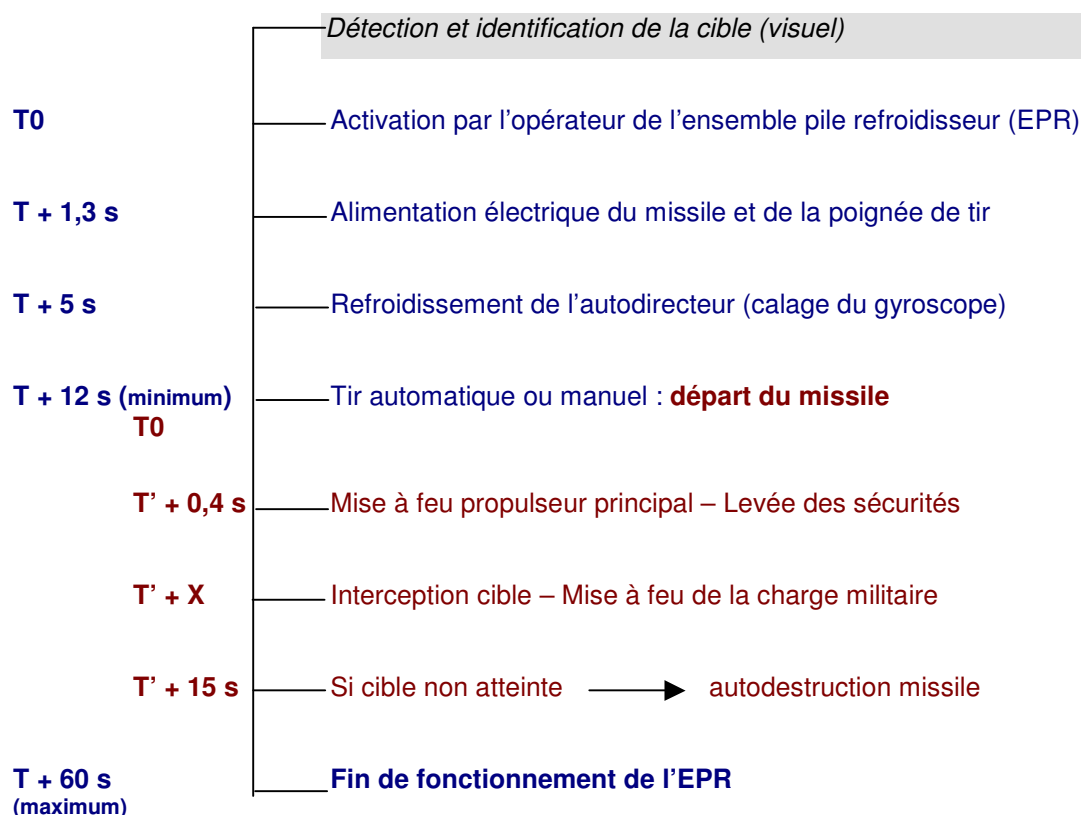 Détection et identification de la cible (visuel)
T0 Activation par l'opérateur de l'ensemble pile refroidisseur (EPR)
T + 1,3 s Alimentation électrique du missile et de la poignée de tir
T + 5 s Refroidissement de l'autodirecteur (calage du gyroscope)
T + 12 s (minimum) Tir automatique ou manuel : départ du missile
T0
T' + 0,4 s Mise à feu propulseur principal – Levée des sécurités
T' + X Interception cible – Mise à feu de la charge militaire
T' + 15 s Si cible non atteinte autodestruction missile
T + 60 s Fin de fonctionnement de l'EPR
(maximum)